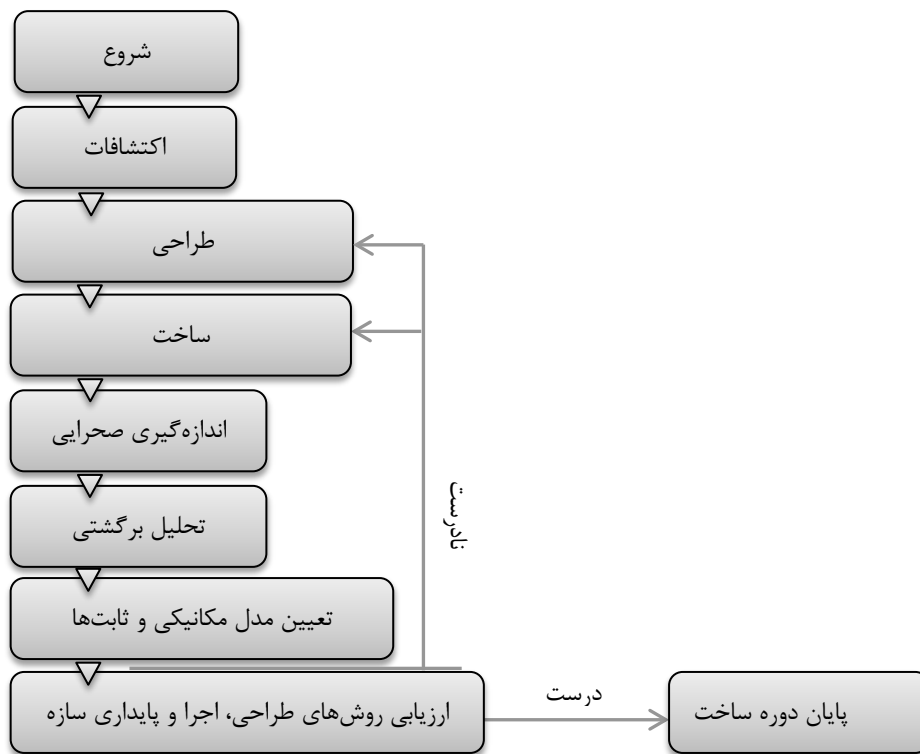 شروع
اکتشافات
طراحی
ساخت
اندازه‌گیری صحرایی
تحلیل برگشتی
تعیین مدل مکانیکی و ثابت‌ها
ارزیابی روش‌های طراحی، اجرا و پایداری سازه
نادرست
درست
پایان دوره ساخت